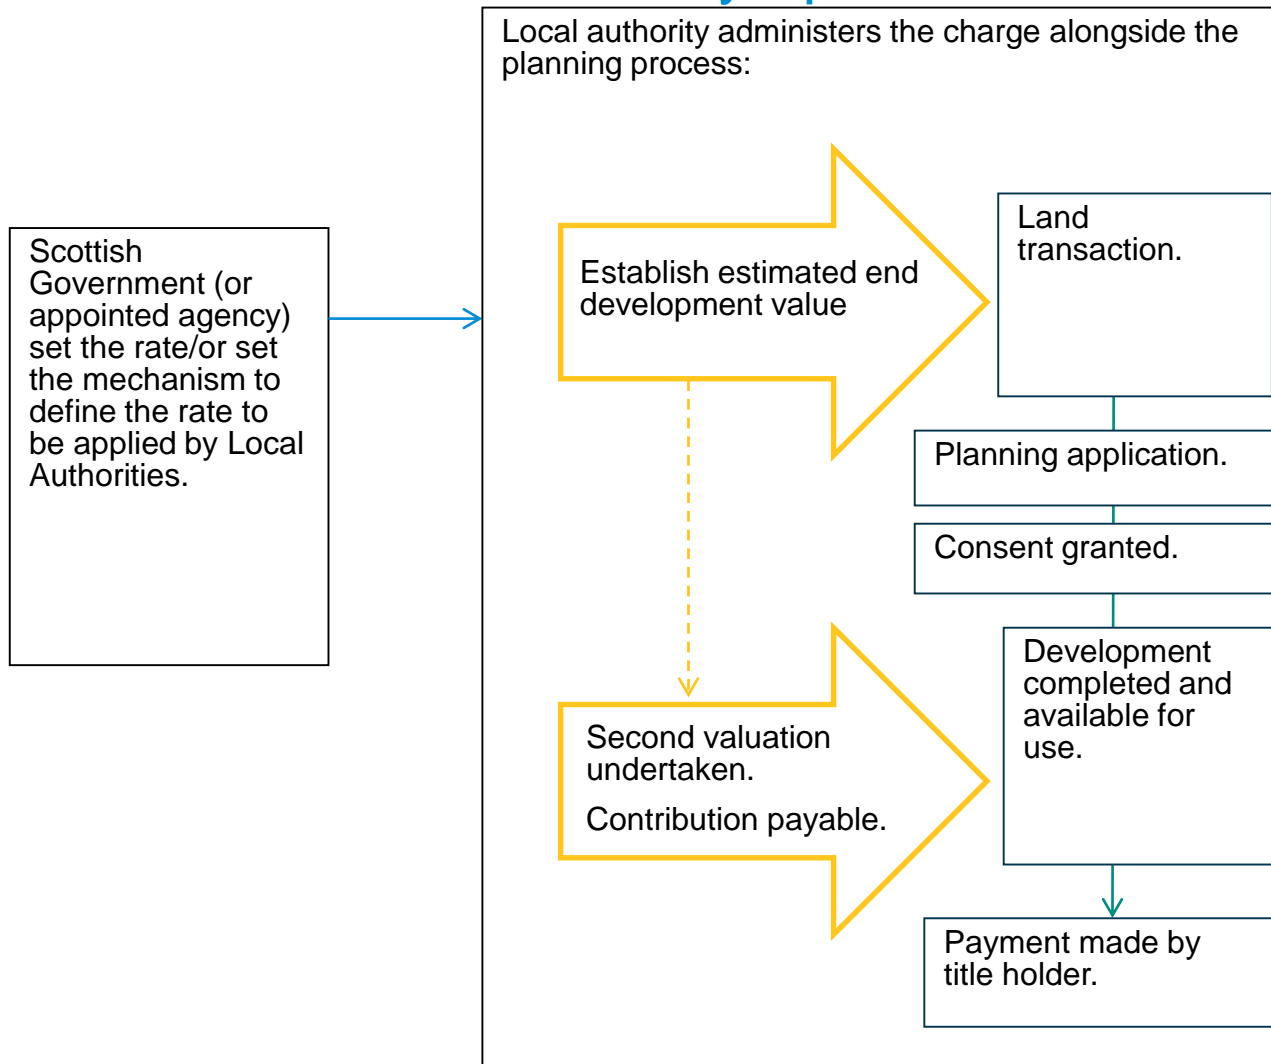 Local authority administers the charge alongside the
planning process:
Scottish
Government (or
appointed agency)
set the rate/or set
the mechanism to
define the rate to
be applied by Local
Authorities.
Establish estimated end
development value
Land
transaction.
Planning application.
Consent granted.
Second valuation
undertaken.
Contribution payable.
Development
completed and
available for
use.
Payment made by
title holder.